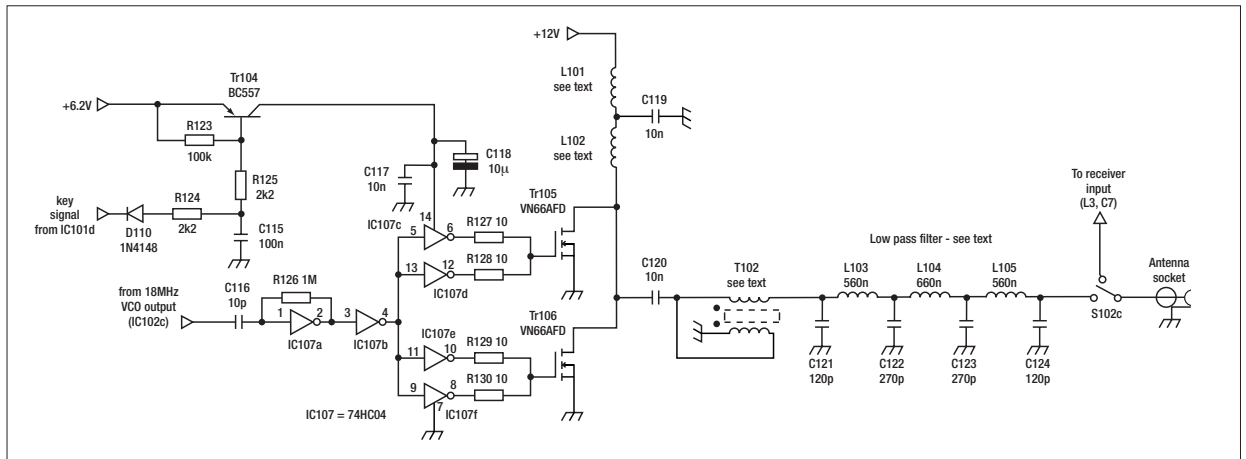 +12V
L101
see text
C119
10n
L102
see text
Tr104
BC557
+6.2V
R123
100k
R125
2k2
C117
10n
C118
10µ
key
signal
from IC101d
D110
1N4148
R124
2k2
C115
100n
14
IC107c
5
6
R127 10
Tr105
VN66AFD
13
12
R128 10
IC107d
from 18MHz
VCO output
(IC102c)
C116
10p
R126 1M
1
2
IC107a
3
4
IC107b
IC107e
11
10
R129 10
Tr106
VN66AFD
9
8
R130 10
7
IC107f
IC107 = 74HC04
C120
10n
T102
see text
Low pass filter - see text
L103
560n
L104
660n
L105
560n
C121
120p
C122
270p
C123
270p
C124
120p
To receiver
input
(L3, C7)
S102c
Antenna
socket